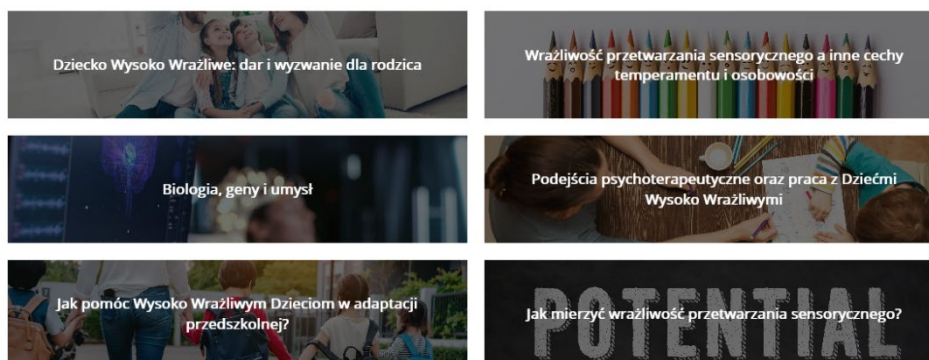 Dziecko Wysoko Wrażliwe: dar i wyzwanie dla rodzica
Wrażliwość przetwarzania sensorycznego a inne cechy
temperamentu i osobowości
Biologia, geny i umysł
Podejścia psychoterapeutyczne oraz praca z Dziećmi
Wysoko Wrażliwymi
Jak pomóc Wysoko Wrażliwym Dzieciom w adaptacji
przedszkolnej?
POTENTIAL
Jak mierzyć wrażliwość przetwarzania sensorycznego?